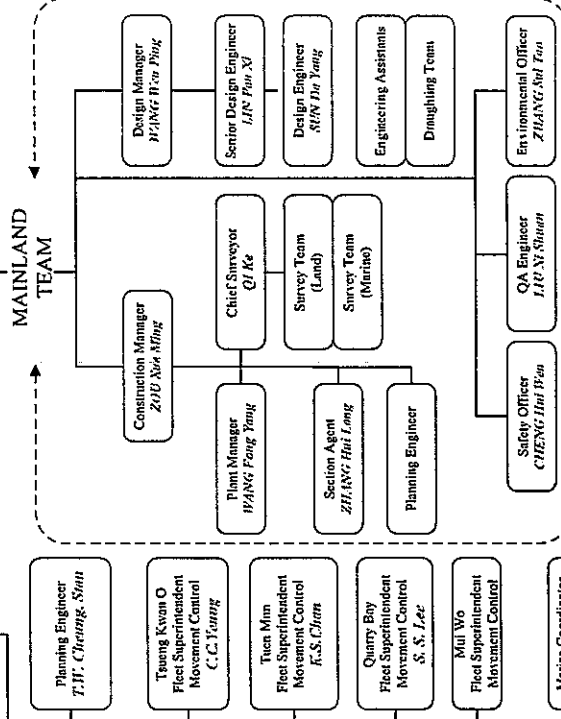 MAINLAND
TEAM
Design Manager
WANG Wen Ping
Senior Design Engineer
LIN Pan Xi
Design Engineer
SUN Da Yang
Engineering Assistants
Draughting Team
Construction Manager
ZOU Xiu Ming
Chief Surveyor
QI Ke
Survey Team
(Land)
Survey Team
(Marine)
Plant Manager
WANG Fang Yang
Section Agent
ZHANG Hui Long
Planning Engineer
Environmental Officer
ZHANG Sui Tao
QA Engineer
LIU Xi Shuan
Safety Officer
CHENG Hui Wen
Planning Engineer
T.W. Cheung, Stan
Tseung Kwan O
Fleet Superintendent
Movement Control
C.C. Yeung
Tuen Mun
Fleet Superintendent
Movement Control
K.S. Chan
Quarry Bay
Fleet Superintendent
Movement Control
S. S. Lee
Mui Wo
Fleet Superintendent
Movement Control